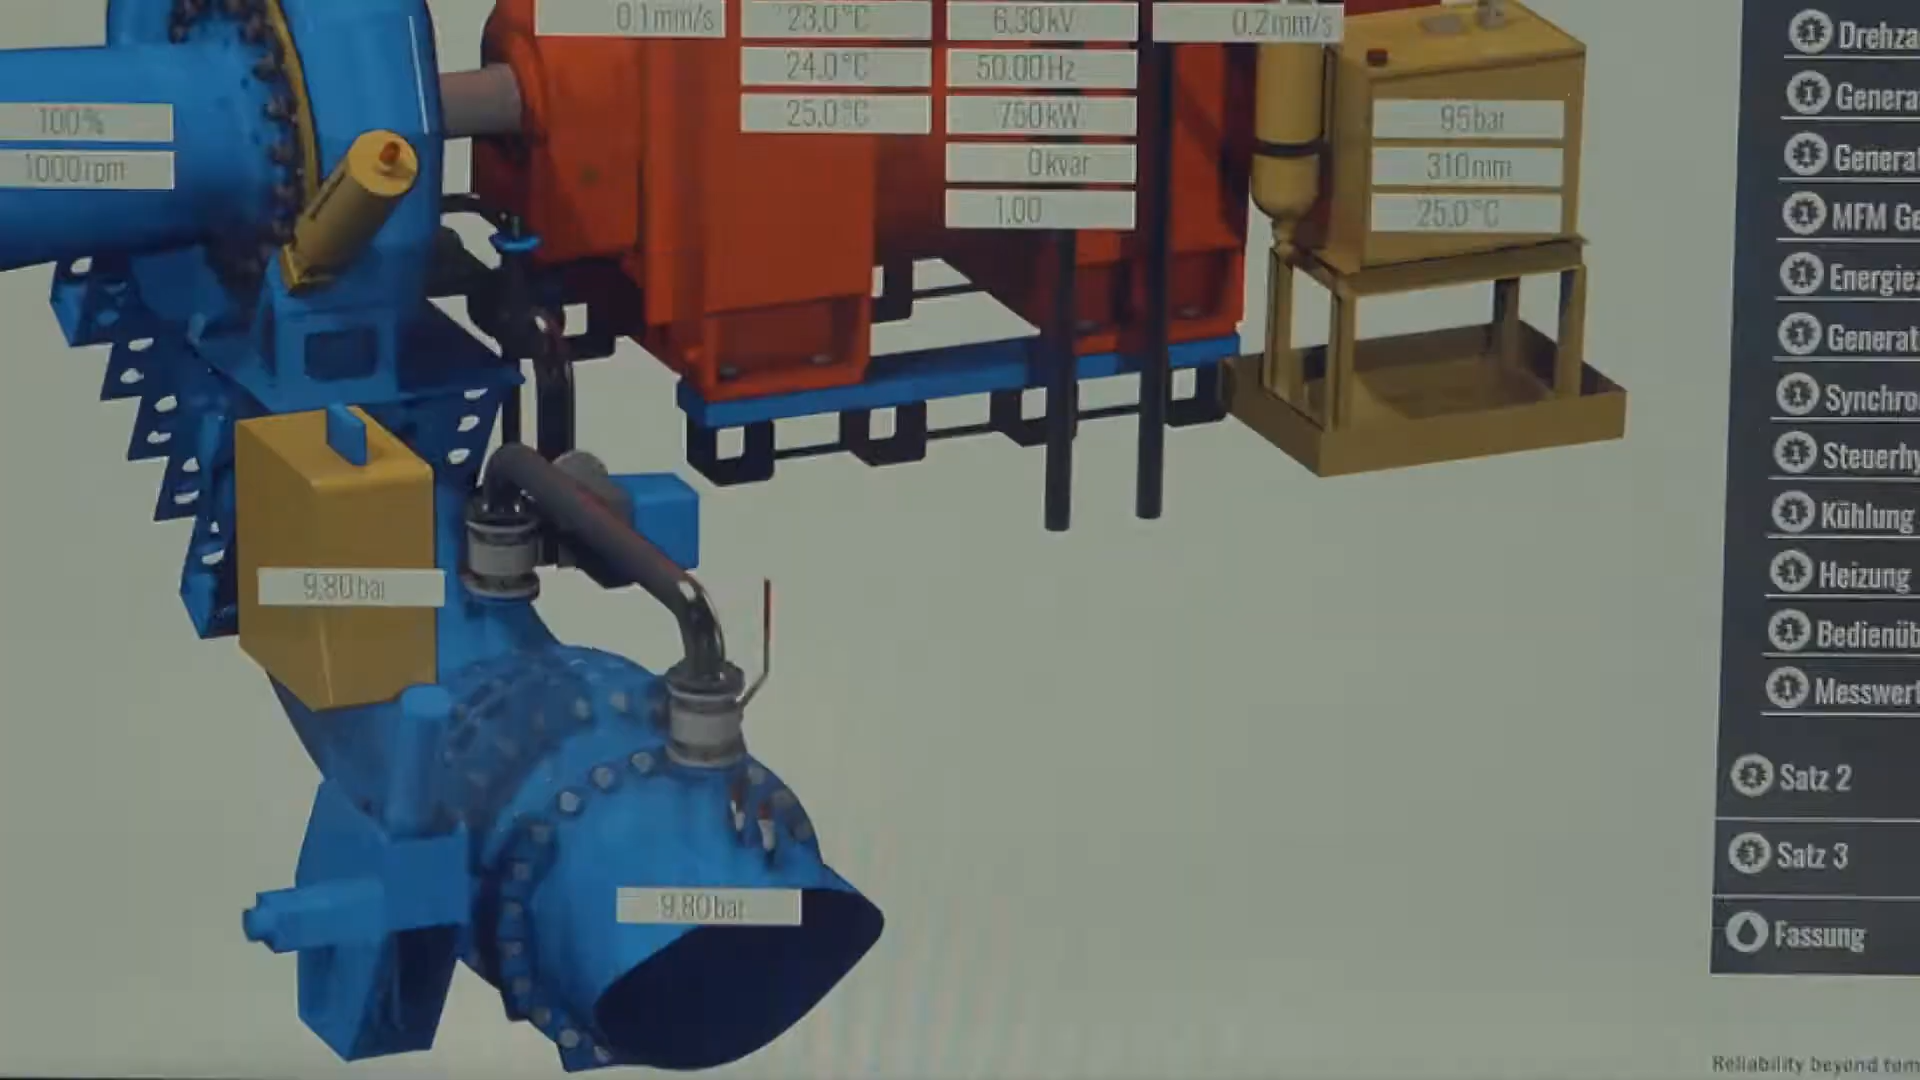 0.1 mm/s
23.0 °C
6.30 kV
0.2 mm/s
24.0 °C
50.00 Hz
25.0 °C
750 kW
0 kvar
1.00
100 %
1000 rpm
95 bar
310 mm
25.0 °C
9.80 bar
9.80 bar
Drehza
Genera
Genera
MFM Ge
Energie
Generat
Synchro
Steuerhy
Kühlung
Heizung
Bedienüb
Messwert
Satz 2
Satz 3
Fassung
Reliability beyond tom